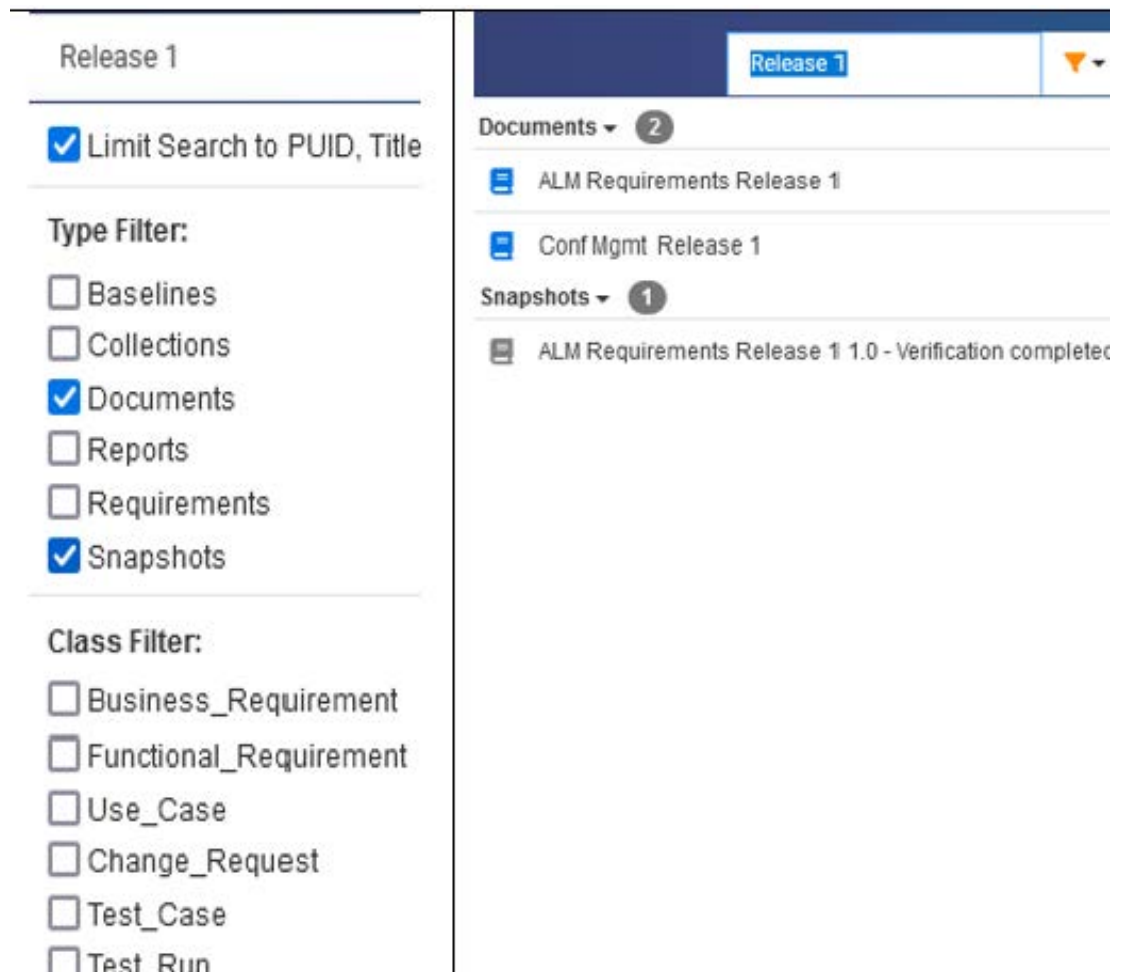 Release 1
Limit Search to PUID, Title
Type Filter:
Baselines
Collections
Documents
Reports
Requirements
Snapshots
Class Filter:
Business_Requirement
Functional_Requirement
Use_Case
Change_Request
Test_Case
Test_Run
Release 1
Documents 2
ALM Requirements Release 1
Conf Mgmt Release 1
Snapshots 1
ALM Requirements Release 1 1.0 - Verification completed